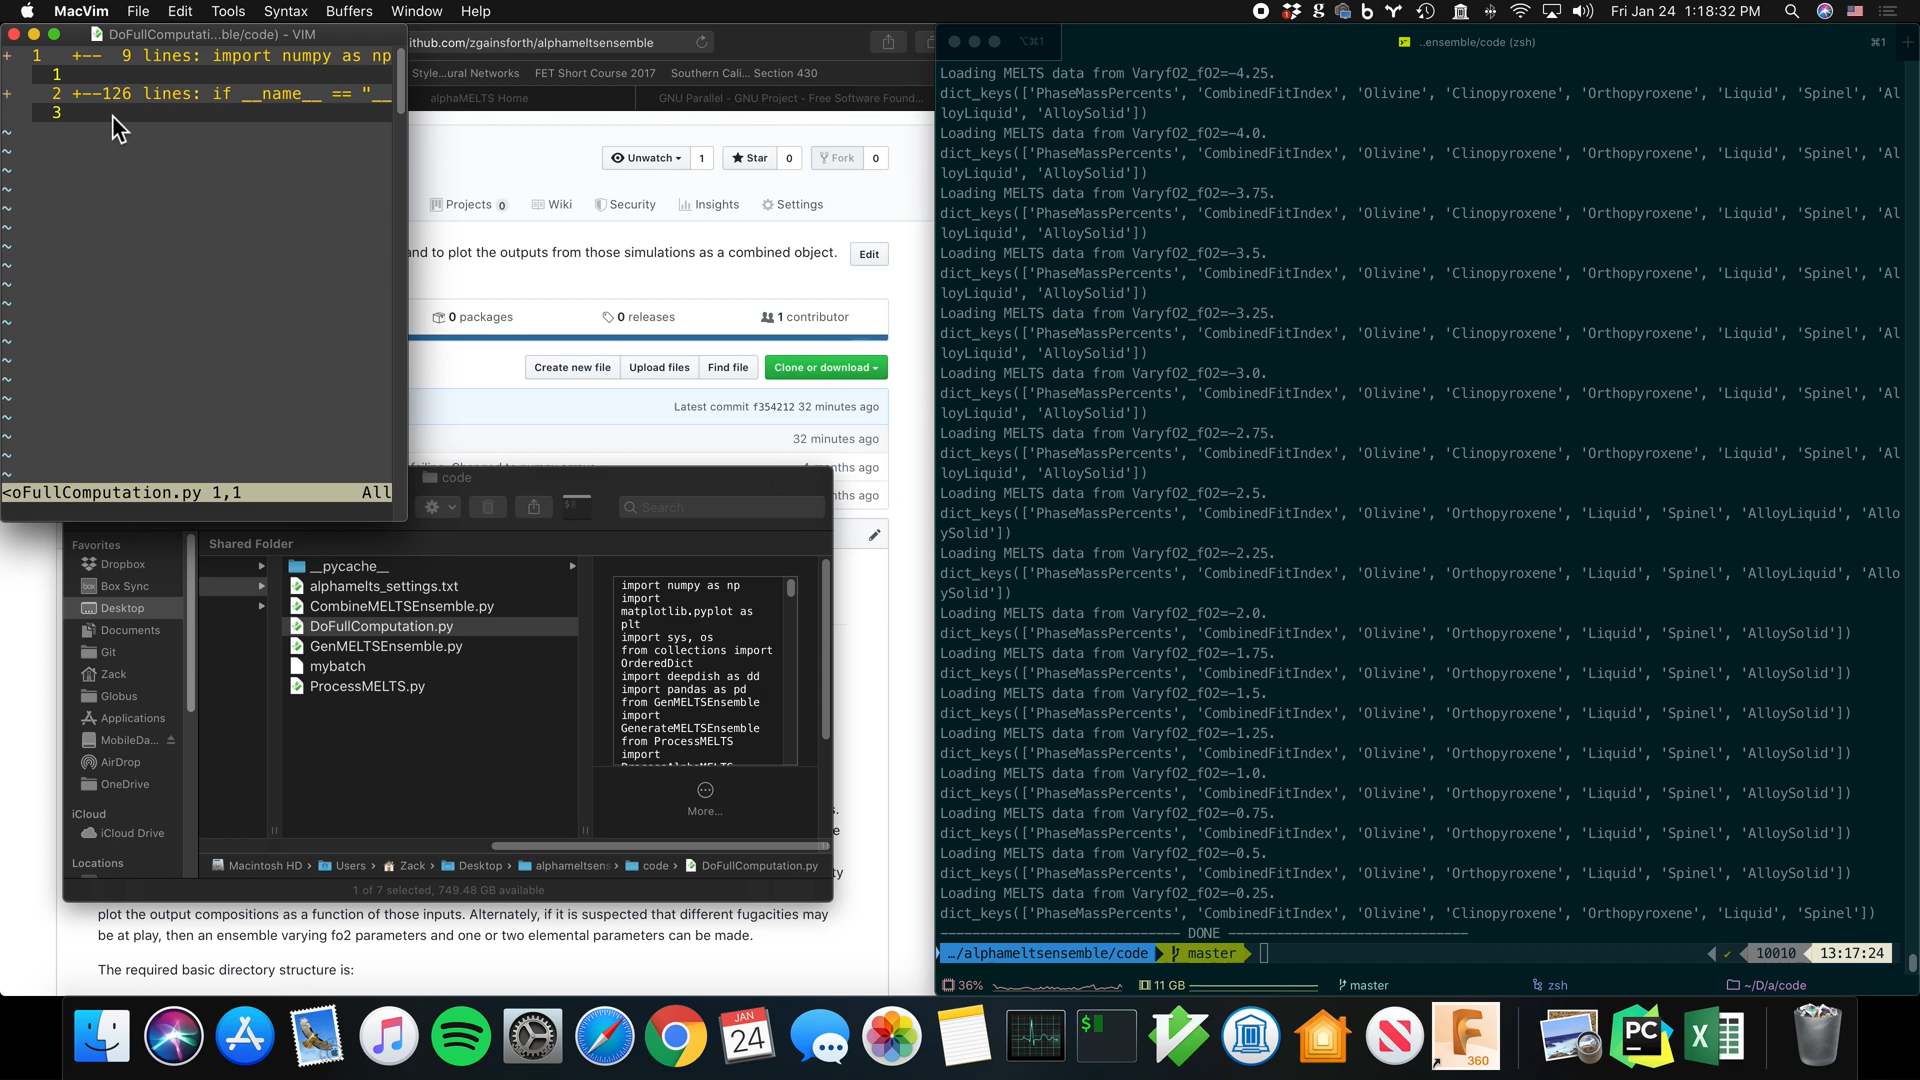 MacVim File Edit Tools Syntax Buffers Window Help
Fri Jan 24 1:18:32 PM
DoFullComputati...ble/code) - VIM
+ 1 +-- 9 lines: import numpy as np
1
+ 2 +--126 lines: if __name__ == "__
3
<oFullComputation.py 1,1 All
ithub.com/zgainsforth/alphameltsensemble
Style...ural Networks FET Short Course 2017 Southern Cali... Section 430
alphaMELTS Home GNU Parallel - GNU Project - Free Software Foun...
Unwatch 1 Star 0 Fork 0
Projects 0 Wiki Security Insights Settings
and to plot the outputs from those simulations as a combined object. Edit
0 packages 0 releases 1 contributor
Create new file Upload files Find file Clone or download
Latest commit f354212 32 minutes ago
32 minutes ago
code
Search
Favorites
Dropbox
Box Sync
Desktop
Documents
Git
Zack
Globus
Applications
MobileDa...
AirDrop
OneDrive
iCloud
iCloud Drive
Locations
Shared Folder
__pycache__
alphamelts_settings.txt
CombineMELTSEnsemble.py
DoFullComputation.py
GenMELTSEnsemble.py
mybatch
ProcessMELTS.py
import numpy as np
import
matplotlib.pyplot as
plt
import sys, os
from collections import
OrderedDict
import deepdish as dd
import pandas as pd
from GenMELTSEnsemble
import
GenerateMELTSEnsemble
from ProcessMELTS
import
More...
Macintosh HD › Users › Zack › Desktop › alphameltsens › code › DoFullComputation.py
1 of 7 selected, 749.48 GB available
plot the output compositions as a function of those inputs. Alternately, if it is suspected that different fugacities may
be at play, then an ensemble varying fo2 parameters and one or two elemental parameters can be made.
The required basic directory structure is:
⌥⌘1 ..ensemble/code (zsh) ⌘1
Loading MELTS data from VaryfO2_fO2=-4.25.
dict_keys(['PhaseMassPercents', 'CombinedFitIndex', 'Olivine', 'Clinopyroxene', 'Orthopyroxene', 'Liquid', 'Spinel', 'Al
loyLiquid', 'AlloySolid'])
Loading MELTS data from VaryfO2_fO2=-4.0.
dict_keys(['PhaseMassPercents', 'CombinedFitIndex', 'Olivine', 'Clinopyroxene', 'Orthopyroxene', 'Liquid', 'Spinel', 'Al
loyLiquid', 'AlloySolid'])
Loading MELTS data from VaryfO2_fO2=-3.75.
dict_keys(['PhaseMassPercents', 'CombinedFitIndex', 'Olivine', 'Clinopyroxene', 'Orthopyroxene', 'Liquid', 'Spinel', 'Al
loyLiquid', 'AlloySolid'])
Loading MELTS data from VaryfO2_fO2=-3.5.
dict_keys(['PhaseMassPercents', 'CombinedFitIndex', 'Olivine', 'Clinopyroxene', 'Orthopyroxene', 'Liquid', 'Spinel', 'Al
loyLiquid', 'AlloySolid'])
Loading MELTS data from VaryfO2_fO2=-3.25.
dict_keys(['PhaseMassPercents', 'CombinedFitIndex', 'Olivine', 'Clinopyroxene', 'Orthopyroxene', 'Liquid', 'Spinel', 'Al
loyLiquid', 'AlloySolid'])
Loading MELTS data from VaryfO2_fO2=-3.0.
dict_keys(['PhaseMassPercents', 'CombinedFitIndex', 'Olivine', 'Clinopyroxene', 'Orthopyroxene', 'Liquid', 'Spinel', 'Al
loyLiquid', 'AlloySolid'])
Loading MELTS data from VaryfO2_fO2=-2.75.
dict_keys(['PhaseMassPercents', 'CombinedFitIndex', 'Olivine', 'Clinopyroxene', 'Orthopyroxene', 'Liquid', 'Spinel', 'Al
loyLiquid', 'AlloySolid'])
Loading MELTS data from VaryfO2_fO2=-2.5.
dict_keys(['PhaseMassPercents', 'CombinedFitIndex', 'Olivine', 'Orthopyroxene', 'Liquid', 'Spinel', 'AlloyLiquid', 'Allo
ySolid'])
Loading MELTS data from VaryfO2_fO2=-2.25.
dict_keys(['PhaseMassPercents', 'CombinedFitIndex', 'Olivine', 'Orthopyroxene', 'Liquid', 'Spinel', 'AlloyLiquid', 'Allo
ySolid'])
Loading MELTS data from VaryfO2_fO2=-2.0.
dict_keys(['PhaseMassPercents', 'CombinedFitIndex', 'Olivine', 'Orthopyroxene', 'Liquid', 'Spinel', 'AlloySolid'])
Loading MELTS data from VaryfO2_fO2=-1.75.
dict_keys(['PhaseMassPercents', 'CombinedFitIndex', 'Olivine', 'Orthopyroxene', 'Liquid', 'Spinel', 'AlloySolid'])
Loading MELTS data from VaryfO2_fO2=-1.5.
dict_keys(['PhaseMassPercents', 'CombinedFitIndex', 'Olivine', 'Orthopyroxene', 'Liquid', 'Spinel', 'AlloySolid'])
Loading MELTS data from VaryfO2_fO2=-1.25.
dict_keys(['PhaseMassPercents', 'CombinedFitIndex', 'Olivine', 'Orthopyroxene', 'Liquid', 'Spinel', 'AlloySolid'])
Loading MELTS data from VaryfO2_fO2=-1.0.
dict_keys(['PhaseMassPercents', 'CombinedFitIndex', 'Olivine', 'Orthopyroxene', 'Liquid', 'Spinel', 'AlloySolid'])
Loading MELTS data from VaryfO2_fO2=-0.75.
dict_keys(['PhaseMassPercents', 'CombinedFitIndex', 'Olivine', 'Orthopyroxene', 'Liquid', 'Spinel', 'AlloySolid'])
Loading MELTS data from VaryfO2_fO2=-0.5.
dict_keys(['PhaseMassPercents', 'CombinedFitIndex', 'Olivine', 'Orthopyroxene', 'Liquid', 'Spinel', 'AlloySolid'])
Loading MELTS data from VaryfO2_fO2=-0.25.
dict_keys(['PhaseMassPercents', 'CombinedFitIndex', 'Olivine', 'Clinopyroxene', 'Orthopyroxene', 'Liquid', 'Spinel'])
------------------------------ DONE ------------------------------
…/alphameltsensemble/code master ✓ 10010 13:17:24
36% 11 GB master zsh ~/D/a/code
JAN
24
$
360
PC